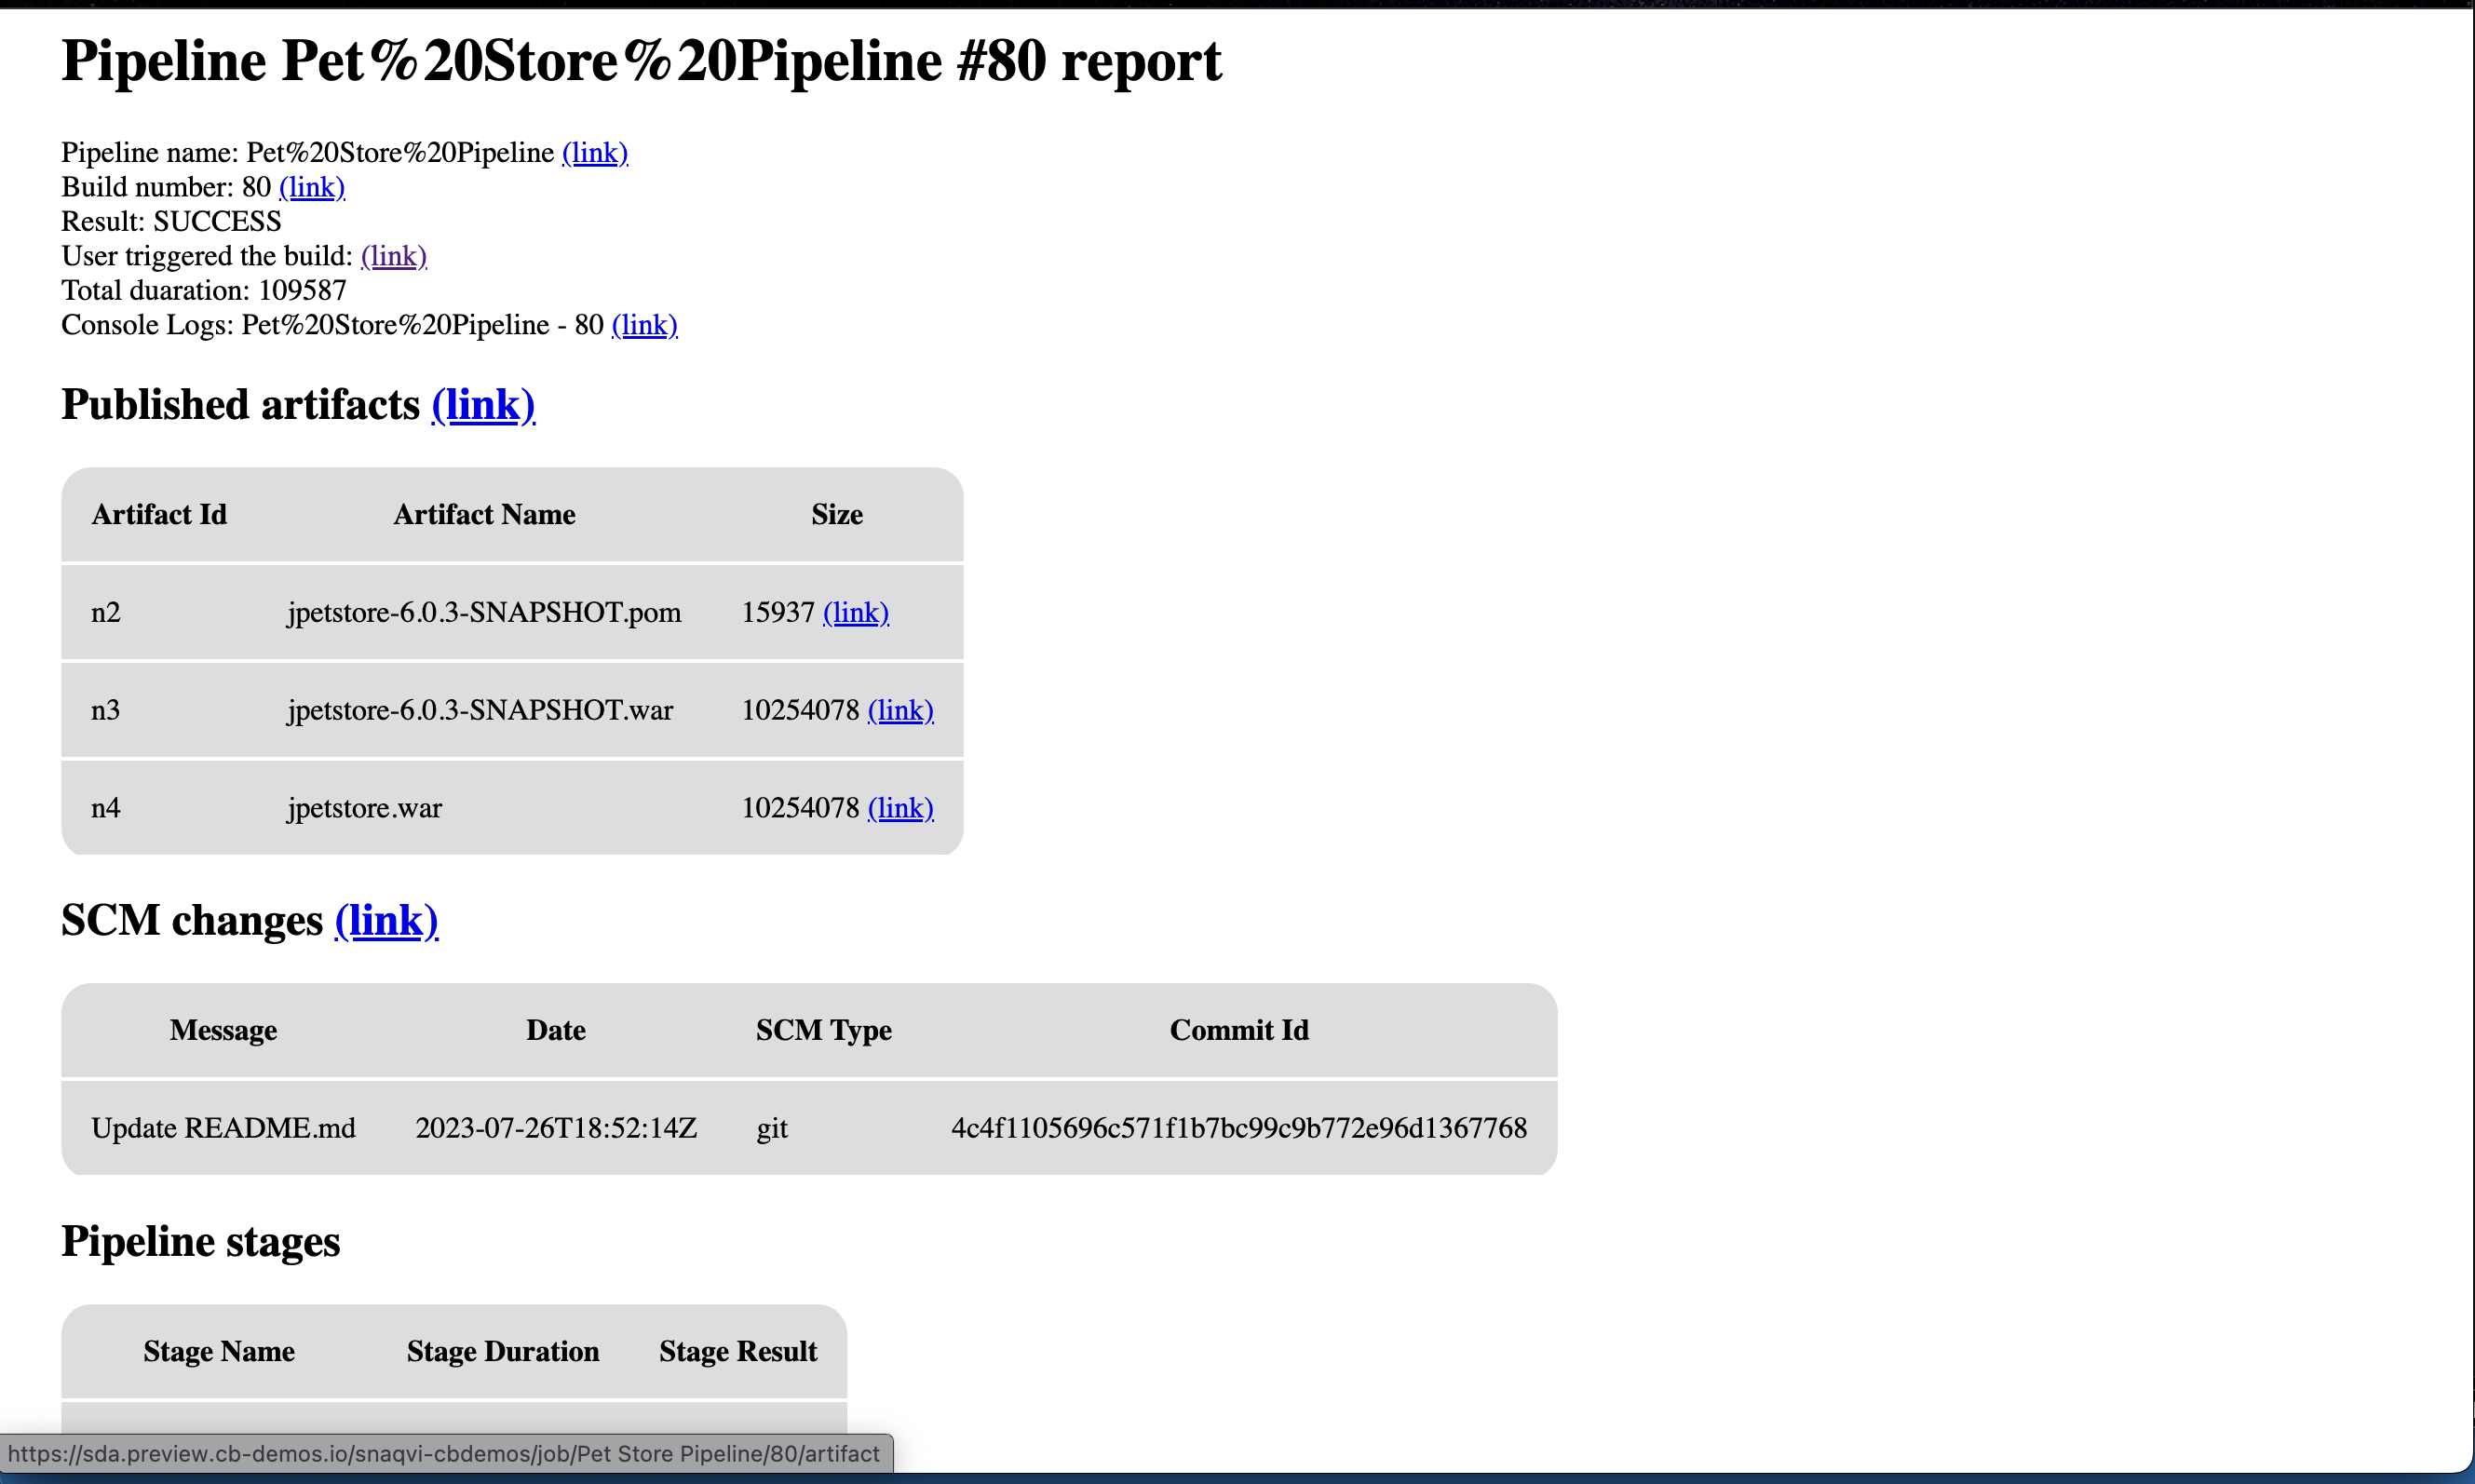 Pipeline Pet%20Store%20Pipeline #80 report
Pipeline name: Pet%20Store%20Pipeline (link)
Build number: 80 (link)
Result: SUCCESS
User triggered the build: (link)
Total duaration: 109587
Console Logs: Pet%20Store%20Pipeline - 80 (link)
Published artifacts (link)
Artifact Id Artifact Name Size
n2 jpetstore-6.0.3-SNAPSHOT.pom 15937 (link)
n3 jpetstore-6.0.3-SNAPSHOT.war 10254078 (link)
n4 jpetstore.war 10254078 (link)
SCM changes (link)
Message Date SCM Type Commit Id
Update README.md 2023-07-26T18:52:14Z git 4c4f1105696c571f1b7bc99c9b772e96d1367768
Pipeline stages
Stage Name Stage Duration Stage Result
https://sda.preview.cb-demos.io/snaqvi-cbdemos/job/Pet Store Pipeline/80/artifact